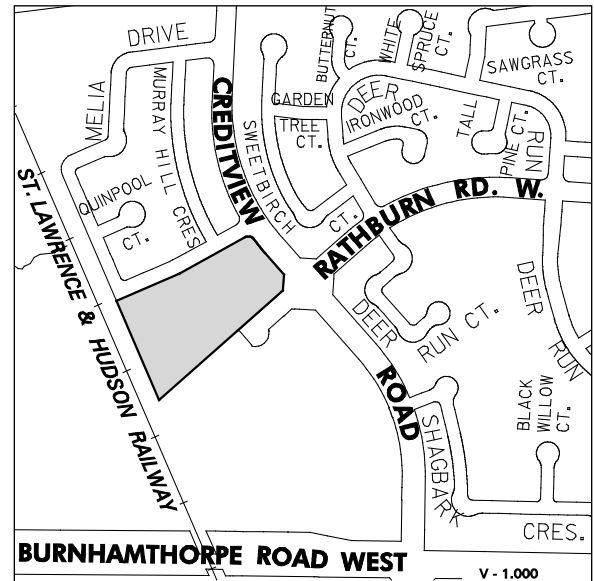 DRIVE
MELIA
MURRAY HILL CRES
QUINPOOL
CT.
CREDITVIEW
ROAD
SWEETBIRCH
CT.
GARDEN
TREE
CT.
BUTTERNUT
CT.
WHITE
SPRUCE
CT.
SAWGRASS
CT.
DEER
RUN
IRONWOOD
CT.
TALL
PINE CT.
RATHBURN RD. W.
ST. LAWRENCE & HUDSON RAILWAY
DEER
RUN CT.
DEER
RUN
BLACK
WILLOW
CT.
SHAGBARK
CRES.
BURNHAMTHORPE ROAD WEST
V - 1.000